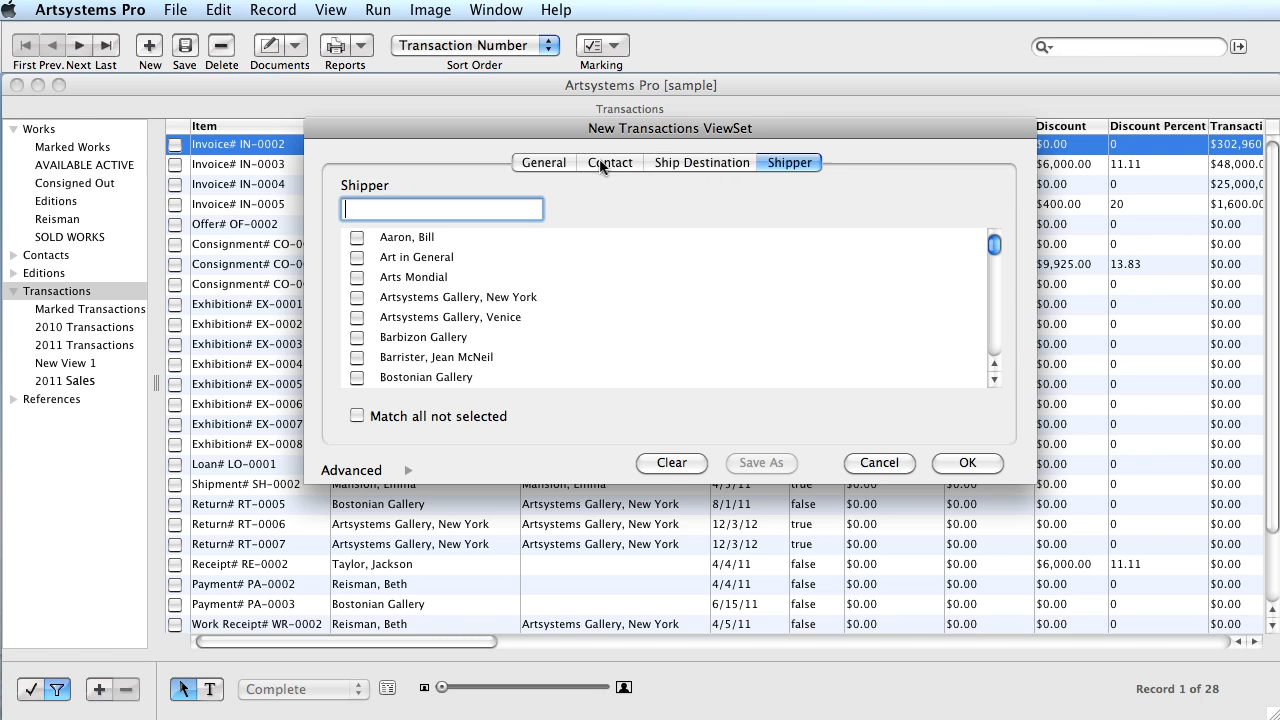 Artsystems Pro File Edit Record View Run Image Window Help
Transaction Number
First Prev. Next Last New Save Delete Documents Reports Sort Order Marking
Artsystems Pro [sample]
Transactions
New Transactions ViewSet
General Contact Ship Destination Shipper
Shipper
Aaron, Bill
Art in General
Arts Mondial
Artsystems Gallery, New York
Artsystems Gallery, Venice
Barbizon Gallery
Barrister, Jean McNeil
Bostonian Gallery
Match all not selected
Advanced
Clear Save As Cancel OK
Works
Marked Works
AVAILABLE ACTIVE
Consigned Out
Editions
Reisman
SOLD WORKS
Contacts
Editions
Transactions
Marked Transactions
2010 Transactions
2011 Transactions
New View 1
2011 Sales
References
Item Discount Discount Percent Transacti
Invoice# IN-0002 $0.00 0 $302,960
Invoice# IN-0003 $6,000.00 11.11 $48,000.
Invoice# IN-0004 $0.00 0 $25,000,
Invoice# IN-0005 $400.00 20 $1,600.0
Offer# OF-0002 $0.00 0 $0.00
Consignment# CO-0 $0.00 0 $0.00
Consignment# CO-0 $9,925.00 13.83 $0.00
Consignment# CO-0 $0.00 0 $0.00
Exhibition# EX-0001 $0.00 0 $0.00
Exhibition# EX-0002 $0.00 0 $0.00
Exhibition# EX-0003 $0.00 0 $0.00
Exhibition# EX-0004 $0.00 0 $0.00
Exhibition# EX-0005 $0.00 0 $0.00
Exhibition# EX-0006 $0.00 0 $0.00
Exhibition# EX-0007 $0.00 0 $0.00
Exhibition# EX-0008 $0.00 0 $0.00
Loan# LO-0001 $0.00 0 $0.00
Shipment# SH-0002 Mansion, Emma Mansion, Emma 4/5/11 true $0.00 $0.00 $0.00 0 $0.00
Return# RT-0005 Bostonian Gallery Artsystems Gallery, New York 8/1/11 false $0.00 $0.00 $0.00 0 $0.00
Return# RT-0006 Artsystems Gallery, New York Artsystems Gallery, New York 12/3/12 true $0.00 $0.00 $0.00 0 $0.00
Return# RT-0007 Artsystems Gallery, New York Artsystems Gallery, New York 12/3/12 true $0.00 $0.00 $0.00 0 $0.00
Receipt# RE-0002 Taylor, Jackson 4/4/11 false $0.00 $0.00 $6,000.00 11.11 $0.00
Payment# PA-0002 Reisman, Beth 4/4/11 false $0.00 $0.00 $0.00 0 $0.00
Payment# PA-0003 Bostonian Gallery 6/15/11 false $0.00 $0.00 $0.00 0 $0.00
Work Receipt# WR-0002 Reisman, Beth Artsystems Gallery, New York 4/5/11 false $0.00 $0.00 $0.00 0 $0.00
T Complete Record 1 of 28